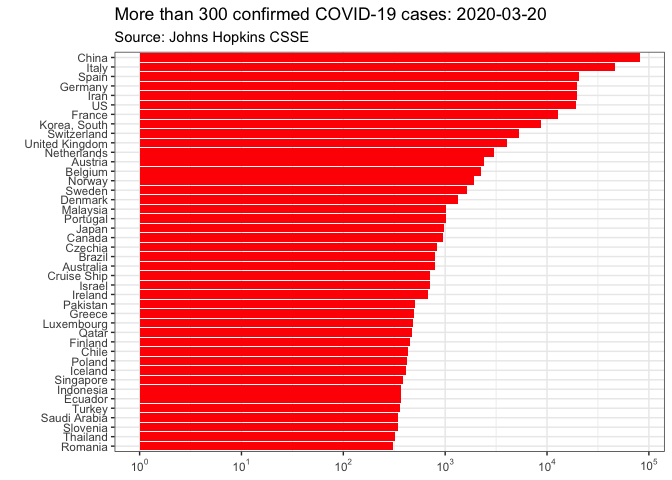 More than 300 confirmed COVID-19 cases: 2020-03-20
Source: Johns Hopkins CSSE
China
Italy
Spain
Germany
Iran
US
France
Korea, South
Switzerland
United Kingdom
Netherlands
Austria
Belgium
Norway
Sweden
Denmark
Malaysia
Portugal
Japan
Canada
Czechia
Brazil
Australia
Cruise Ship
Israel
Ireland
Pakistan
Greece
Luxembourg
Qatar
Finland
Chile
Poland
Iceland
Singapore
Indonesia
Ecuador
Turkey
Saudi Arabia
Slovenia
Thailand
Romania
10⁰ 10¹ 10² 10³ 10⁴ 10⁵